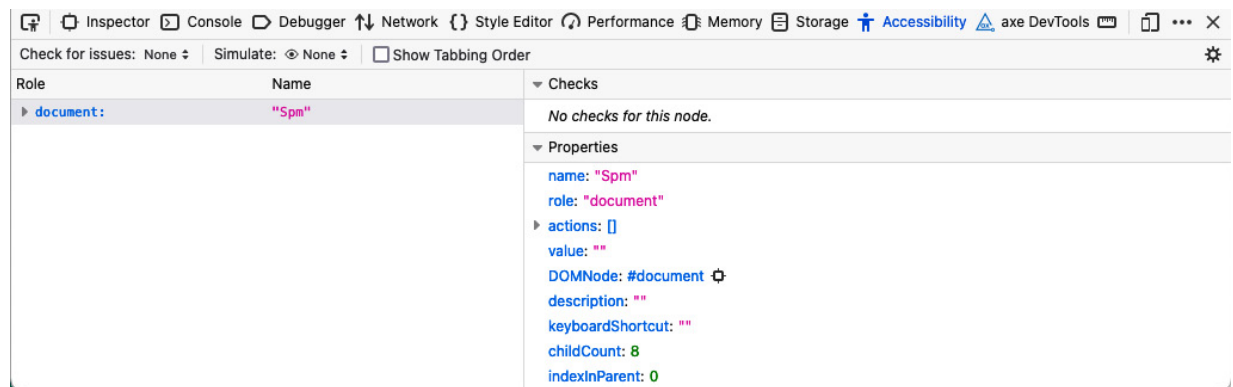 Inspector Console Debugger Network {} Style Editor Performance Memory Storage Accessibility axe DevTools
Check for issues: None Simulate: None Show Tabbing Order
Role Name
document: "Spm"
Checks
No checks for this node.
Properties
name: "Spm"
role: "document"
actions: []
value: ""
DOMNode: #document
description: ""
keyboardShortcut: ""
childCount: 8
indexInParent: 0